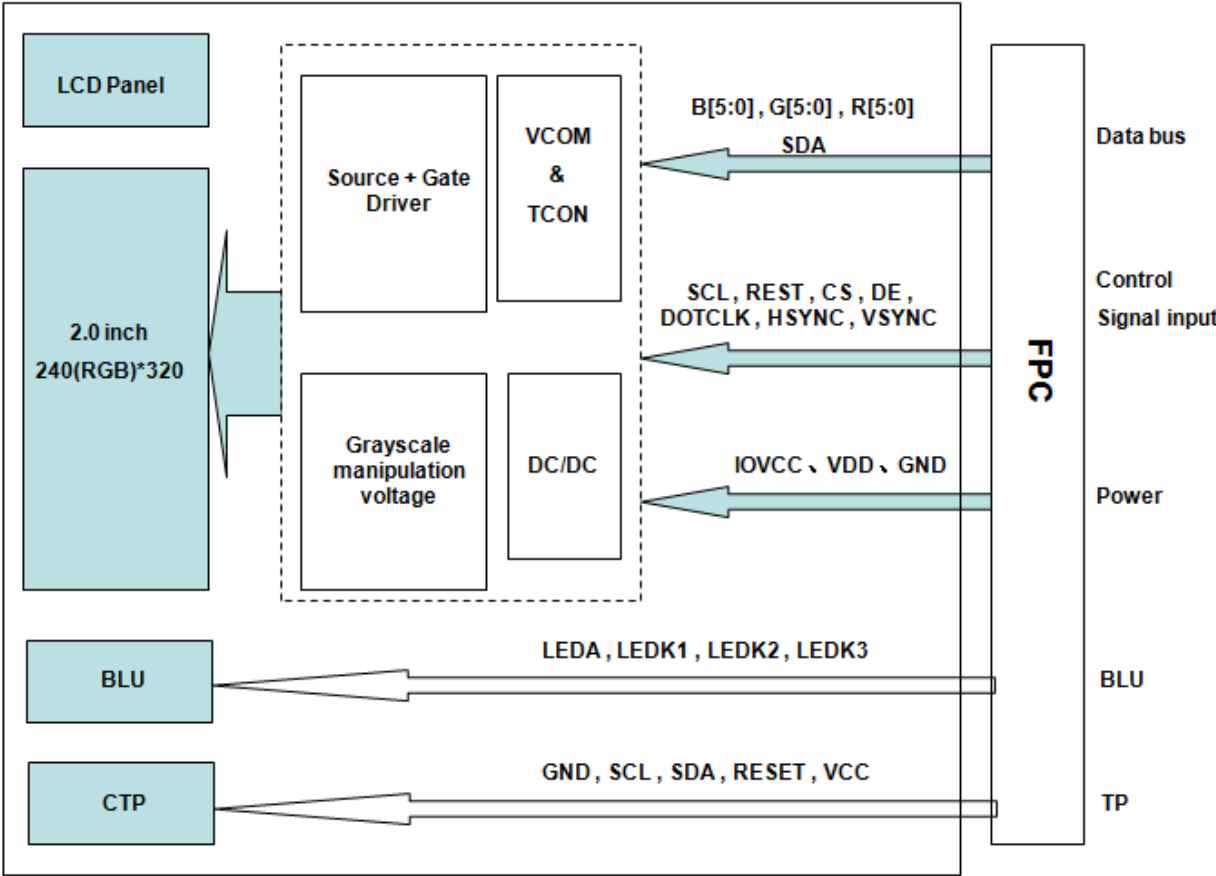 LCD Panel
2.0 inch
240(RGB)*320
Source + Gate
Driver
VCOM
&
TCON
Grayscale
manipulation
voltage
DC/DC
B[5:0] , G[5:0] , R[5:0]
SDA
SCL , REST , CS , DE ,
DOTCLK , HSYNC , VSYNC
IOVCC、VDD、GND
LEDA , LEDK1 , LEDK2 , LEDK3
GND , SCL , SDA , RESET , VCC
BLU
CTP
FPC
Data bus
Control
Signal input
Power
BLU
TP